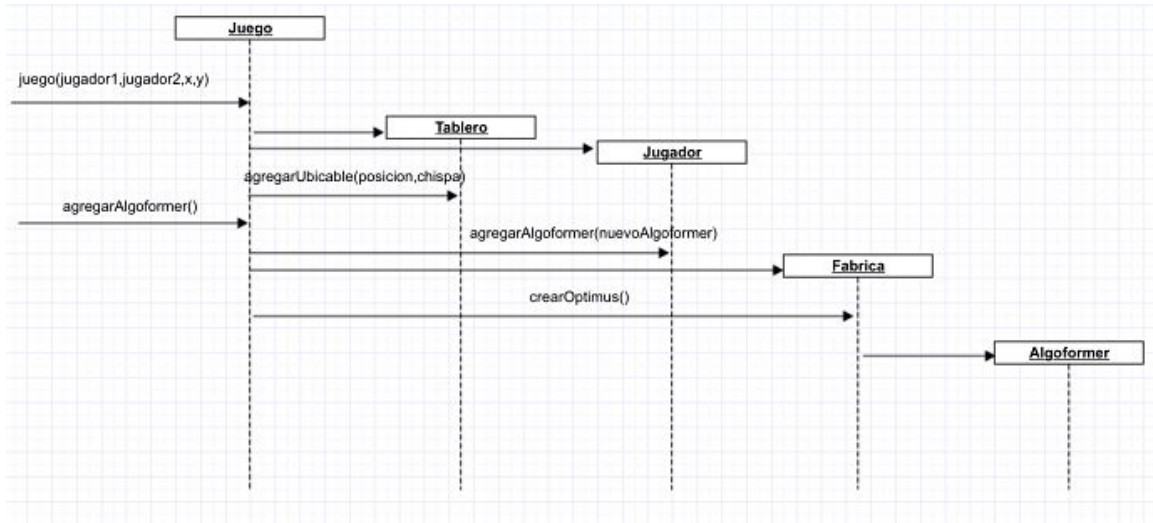 Juego
juego(jugador1,jugador2,x,y)
Tablero
Jugador
agregarUbicable(posicion,chispa)
agregarAlgoformer()
agregarAlgoformer(nuevoAlgoformer)
Fabrica
crearOptimus()
Algoformer